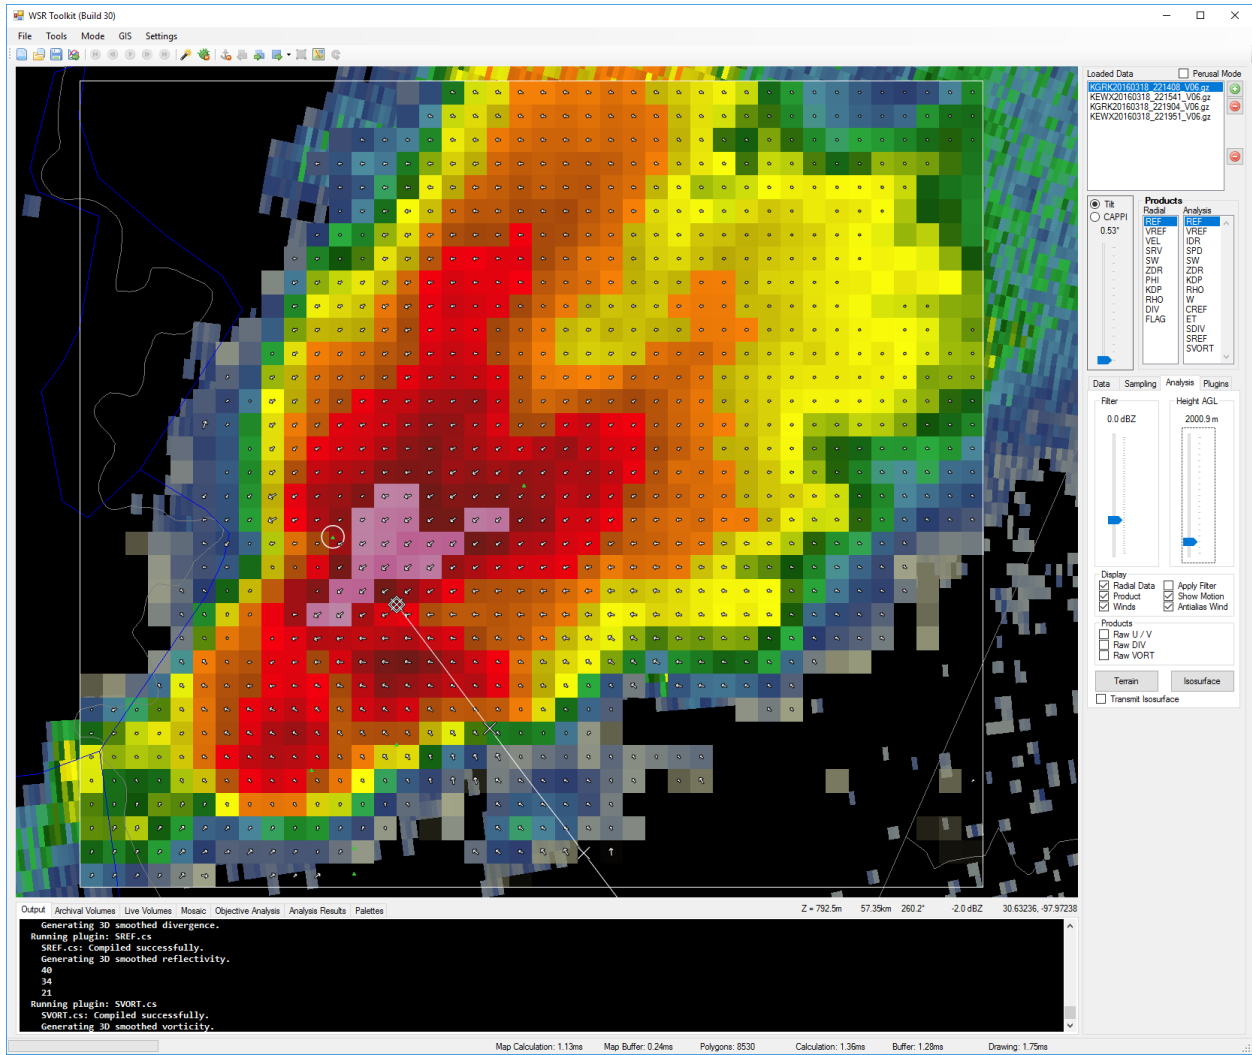 WSR Toolkit (Build 30)
File Tools Mode GIS Settings
Loaded Data Perusal Mode
KGRK20160318_221408_V06.gz
KEWX20160318_221541_V06.gz
KGRK20160318_221904_V06.gz
KEWX20160318_221951_V06.gz
Tilt
CAPPI
0.53°
Products
Radial Analysis
REF REF
VREF VREF
VEL IDR
SRV SPD
SW SW
ZDR ZDR
PHI KDP
KDP RHO
RHO W
DIV CREF
FLAG ET
SDIV
SREF
SVORT
Data Sampling Analysis Plugins
Filter Height AGL
0.0 dBZ 2000.9 m
Display
Radial Data Apply Filter
Product Show Motion
Winds Antialias Wind
Products
Raw U / V
Raw DIV
Raw VORT
Terrain Isosurface
Transmit Isosurface
Output Archival Volumes Live Volumes Mosaic Objective Analysis Analysis Results Palettes
Z = 792.5m 57.35km 260.2° -2.0 dBZ 30.63236, -97.97238
Generating 3D smoothed divergence.
Running plugin: SREF.cs
SREF.cs: Compiled successfully.
Generating 3D smoothed reflectivity.
40
34
21
Running plugin: SVORT.cs
SVORT.cs: Compiled successfully.
Generating 3D smoothed vorticity.
Map Calculation: 1.13ms Map Buffer: 0.24ms Polygons: 8530 Calculation: 1.36ms Buffer: 1.28ms Drawing: 1.75ms